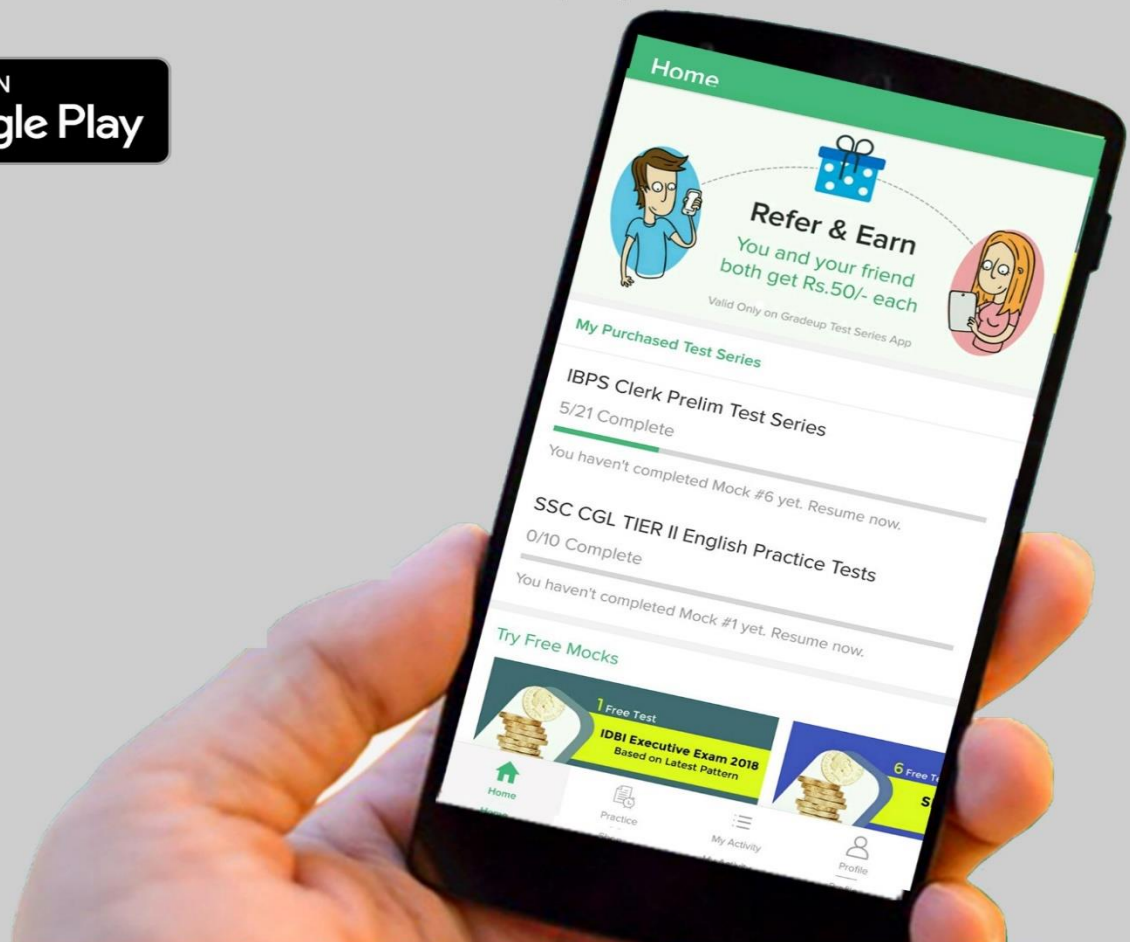 N
gle Play
Home
Refer & Earn
You and your friend
both get Rs.50/- each
Valid Only on Gradeup Test Series App
My Purchased Test Series
IBPS Clerk Prelim Test Series
5/21 Complete
You haven't completed Mock #6 yet. Resume now.
SSC CGL TIER II English Practice Tests
0/10 Complete
You haven't completed Mock #1 yet. Resume now.
Try Free Mocks
1 Free Test
IDBI Executive Exam 2018
Based on Latest Pattern
6 Free Te
S
Home
Practice
My Activity
Profile